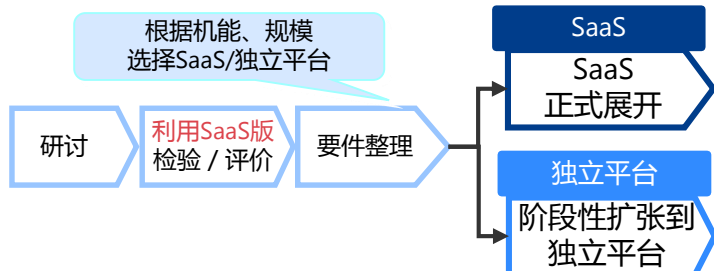 根据机能、规模
选择SaaS/独立平台
研讨
利用SaaS版
检验 / 评价
要件整理
SaaS
SaaS
正式展开
独立平台
阶段性扩张到
独立平台